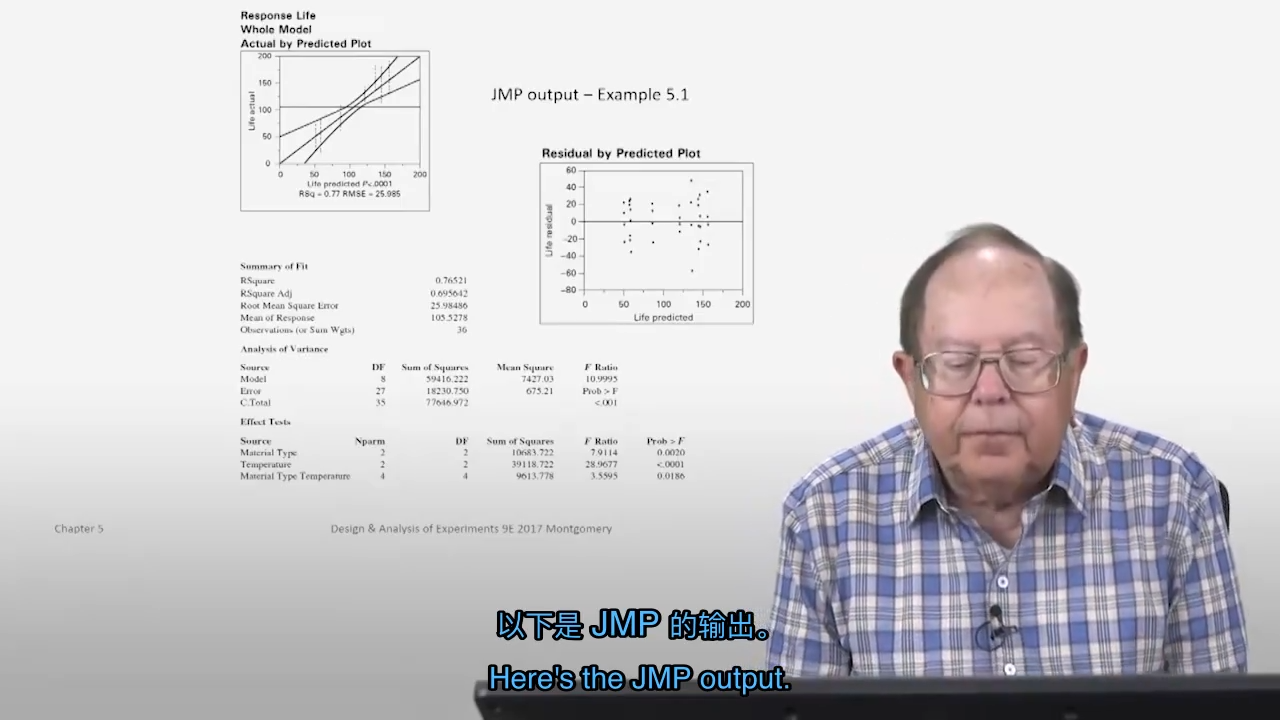 Response Life
Whole Model
Actual by Predicted Plot
200
150
100
50
0
Life actual
0 50 100 150 200
Life predicted P<.0001
RSq = 0.77 RMSE = 25.985
JMP output – Example 5.1
Residual by Predicted Plot
60
40
20
0
−20
−40
−60
−80
Life residual
0 50 100 150 200
Life predicted
Summary of Fit
RSquare 0.76521
RSquare Adj 0.695642
Root Mean Square Error 25.98486
Mean of Response 105.5278
Observations (or Sum Wgts) 36
Analysis of Variance
Source DF Sum of Squares Mean Square F Ratio
Model 8 59416.222 7427.03 10.9995
Error 27 18230.750 675.21 Prob > F
C.Total 35 77646.972 <.001
Effect Tests
Source Nparm DF Sum of Squares F Ratio Prob > F
Material Type 2 2 10683.722 7.9114 0.0020
Temperature 2 2 39118.722 28.9677 <.0001
Material Type Temperature 4 4 9613.778 3.5595 0.0186
Chapter 5
Design & Analysis of Experiments 9E 2017 Montgomery
以下是 JMP 的输出。
Here's the JMP output.